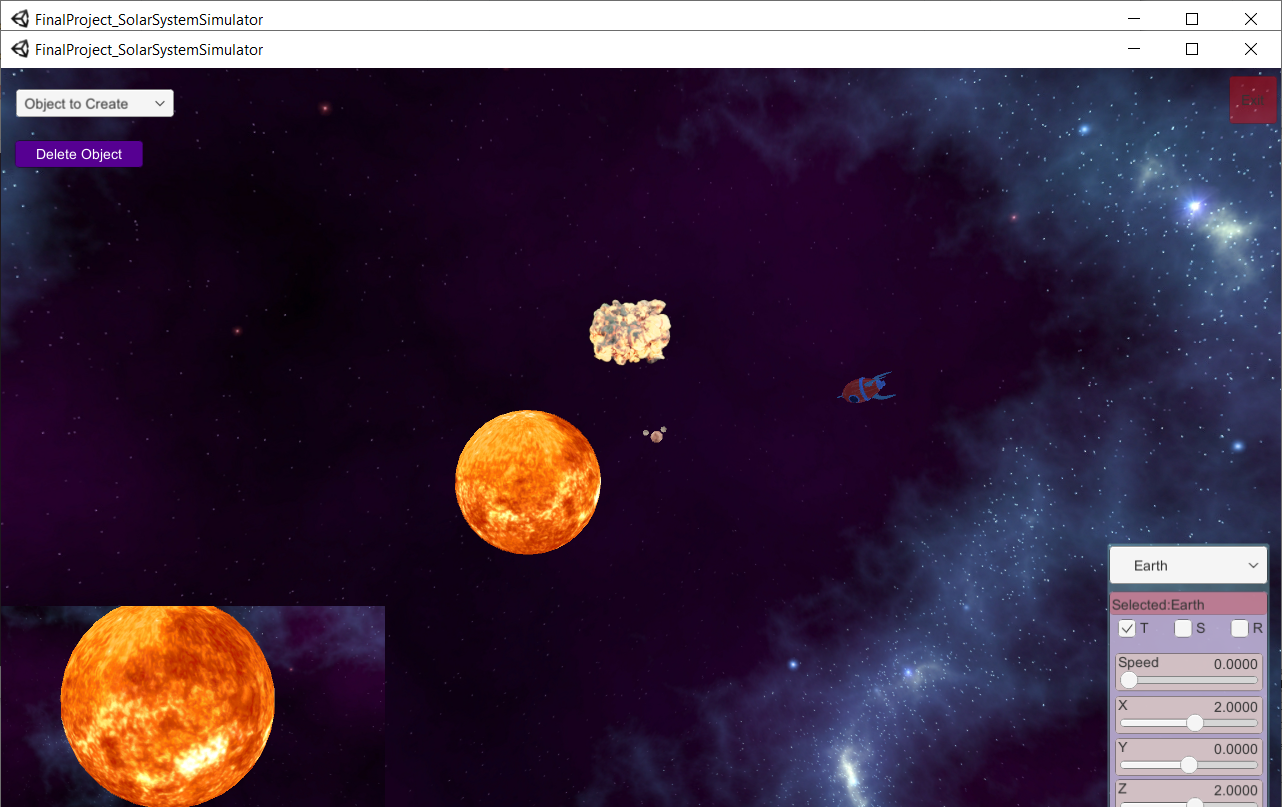 FinalProject_SolarSystemSimulator
FinalProject_SolarSystemSimulator
Object to Create
Exit
Delete Object
Earth
Selected:Earth
T S R
Speed 0.0000
X 2.0000
Y 0.0000
Z 2.0000